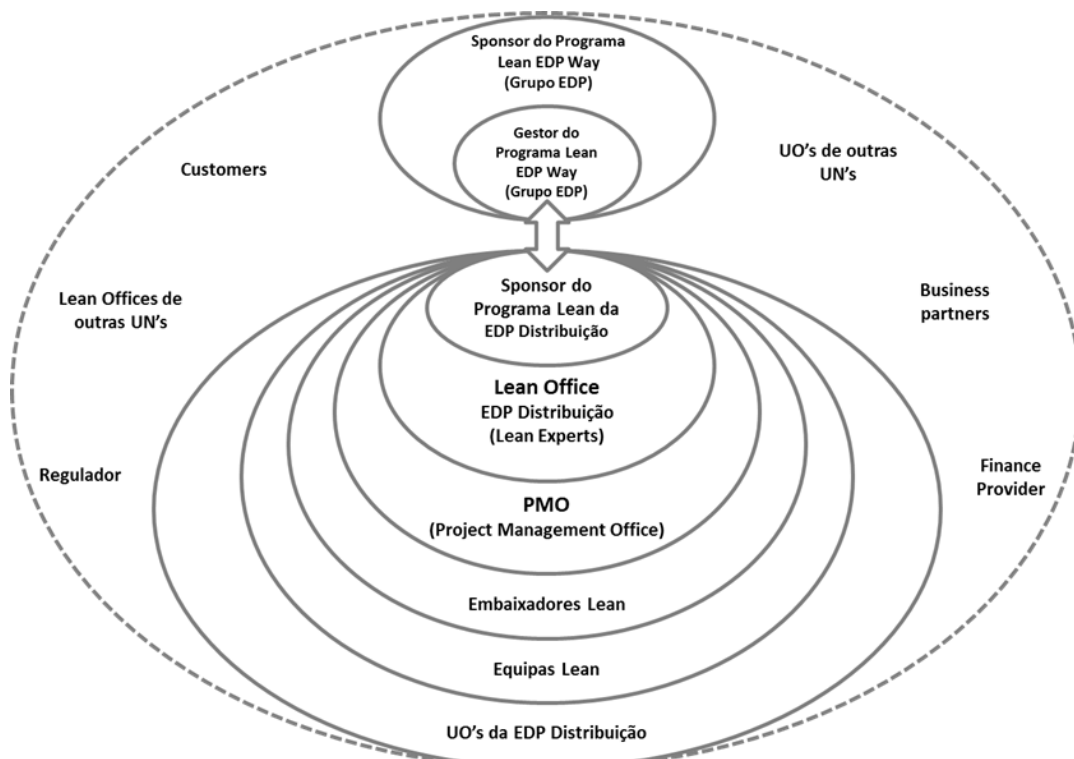 Sponsor do Programa
Lean EDP Way
(Grupo EDP)
Gestor do
Programa Lean
EDP Way
(Grupo EDP)
Customers
UO's de outras
UN's
Lean Offices de
outras UN's
Sponsor do
Programa Lean da
EDP Distribuição
Business
partners
Lean Office
EDP Distribuição
(Lean Experts)
Regulador
Finance
Provider
PMO
(Project Management Office)
Embaixadores Lean
Equipas Lean
UO's da EDP Distribuição